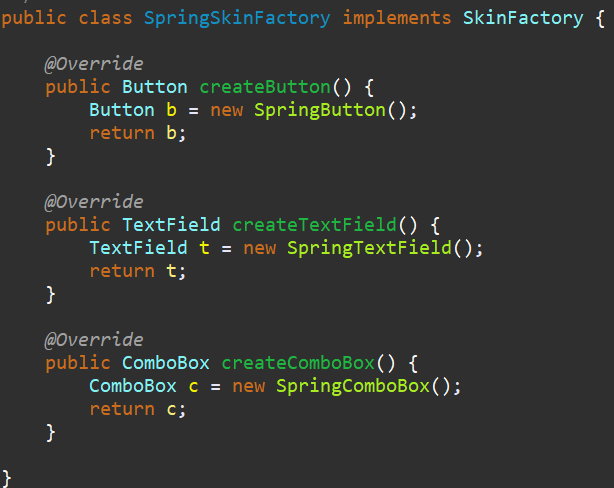 public class SpringSkinFactory implements SkinFactory {
@Override
public Button createButton() {
Button b = new SpringButton();
return b;
}
@Override
public TextField createTextField() {
TextField t = new SpringTextField();
return t;
}
@Override
public ComboBox createComboBox() {
ComboBox c = new SpringComboBox();
return c;
}
}